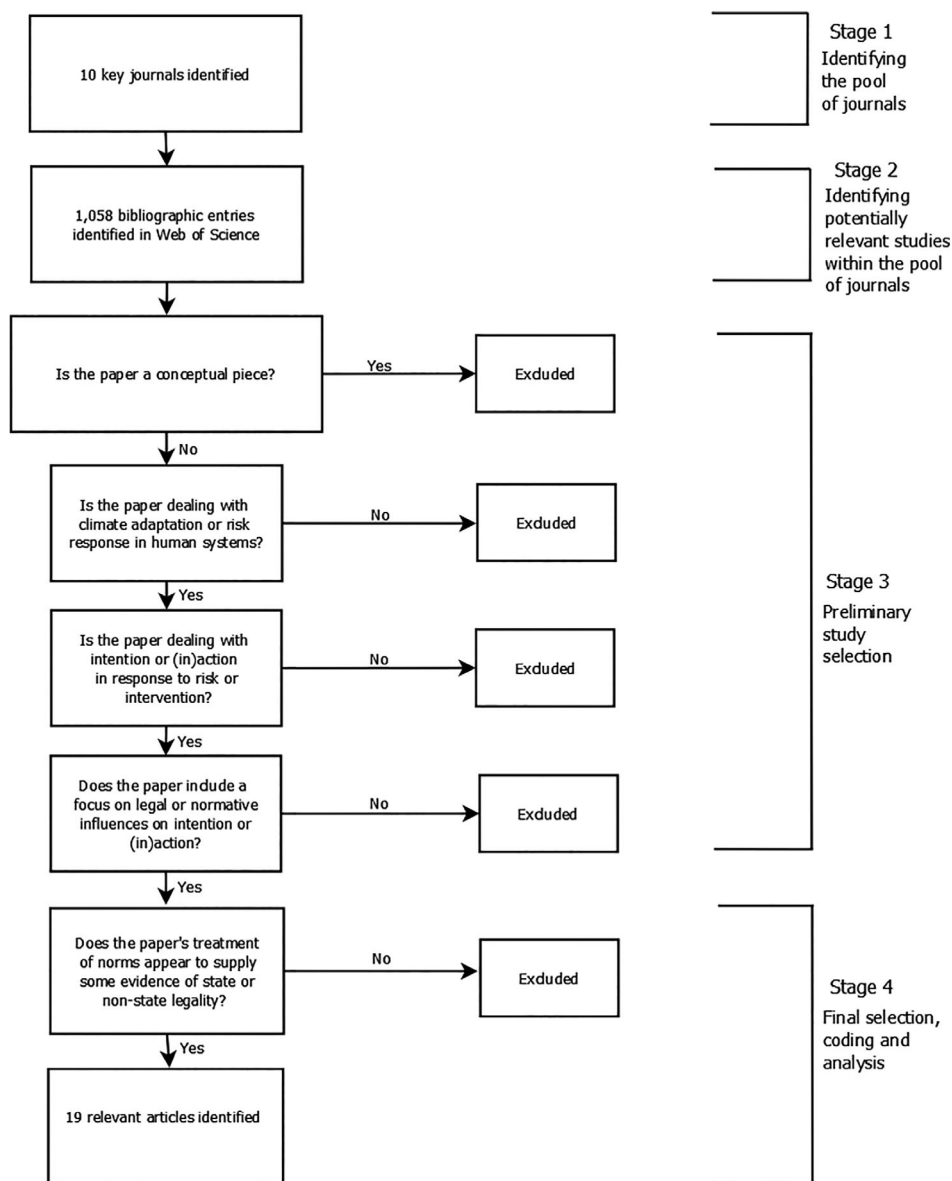 10 key journals identified
Stage 1
Identifying
the pool
of journals
1,058 bibliographic entries
identified in Web of Science
Stage 2
Identifying
potentially
relevant studies
within the pool
of journals
Is the paper a conceptual piece?
Yes
Excluded
No
Is the paper dealing with
climate adaptation or risk
response in human systems?
No
Excluded
Yes
Is the paper dealing with
intention or (in)action
in response to risk or
intervention?
No
Excluded
Stage 3
Preliminary
study
selection
Yes
Does the paper include a
focus on legal or normative
influences on intention or
(in)action?
No
Excluded
Yes
Does the paper's treatment
of norms appear to supply
some evidence of state or
non-state legality?
No
Excluded
Stage 4
Final selection,
coding and
analysis
Yes
19 relevant articles identified